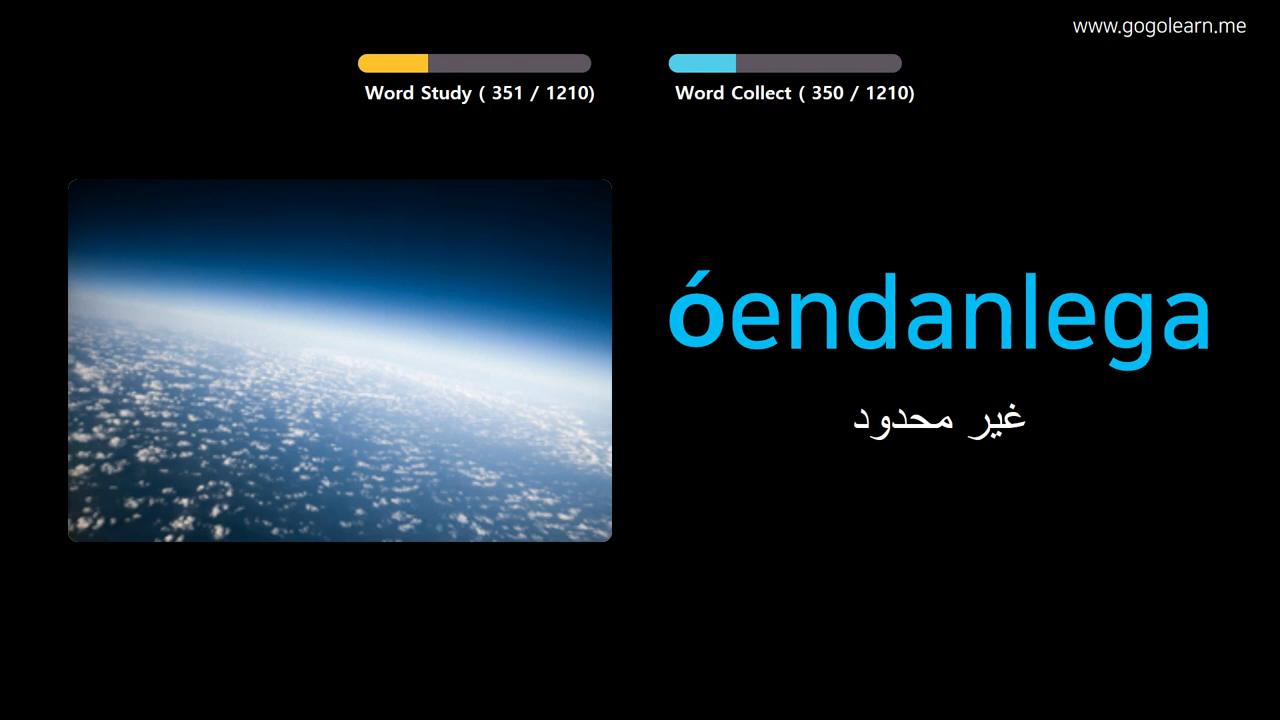 www.gogolearn.me
Word Study ( 351 / 1210)
Word Collect ( 350 / 1210)
óendanlega
غير محدود